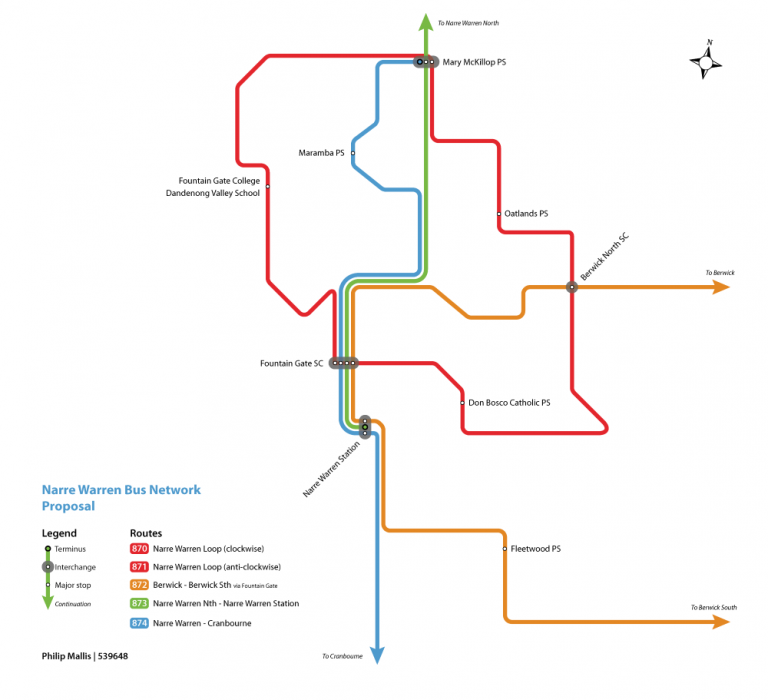 To Narre Warren North
N
Mary McKillop PS
Maramba PS
Fountain Gate College
Dandenong Valley School
Oatlands PS
Berwick North SC
To Berwick
Fountain Gate SC
Don Bosco Catholic PS
Narre Warren Station
Narre Warren Bus Network
Proposal
Legend
Terminus
Interchange
Major stop
Continuation
Routes
870 Narre Warren Loop (clockwise)
871 Narre Warren Loop (anti-clockwise)
872 Berwick - Berwick Sth via Fountain Gate
873 Narre Warren Nth - Narre Warren Station
874 Narre Warren - Cranbourne
Fleetwood PS
To Berwick South
To Cranbourne
Philip Mallis | 539648